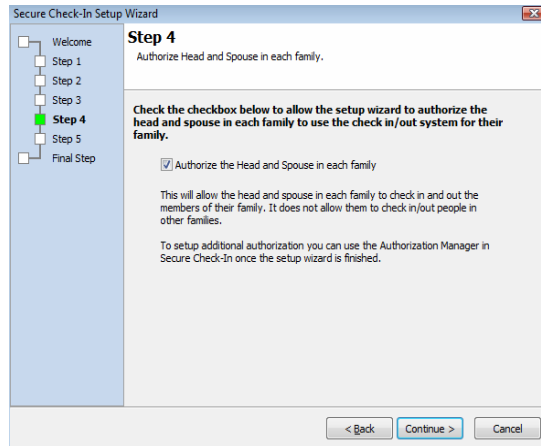 Secure Check-In Setup Wizard
Welcome
Step 1
Step 2
Step 3
Step 4
Step 5
Final Step
Step 4
Authorize Head and Spouse in each family.
Check the checkbox below to allow the setup wizard to authorize the
head and spouse in each family to use the check in/out system for their
family.
Authorize the Head and Spouse in each family
This will allow the head and spouse in each family to check in and out the
members of their family. It does not allow them to check in/out people in
other families.
To setup additional authorization you can use the Authorization Manager in
Secure Check-In once the setup wizard is finished.
< Back
Continue >
Cancel